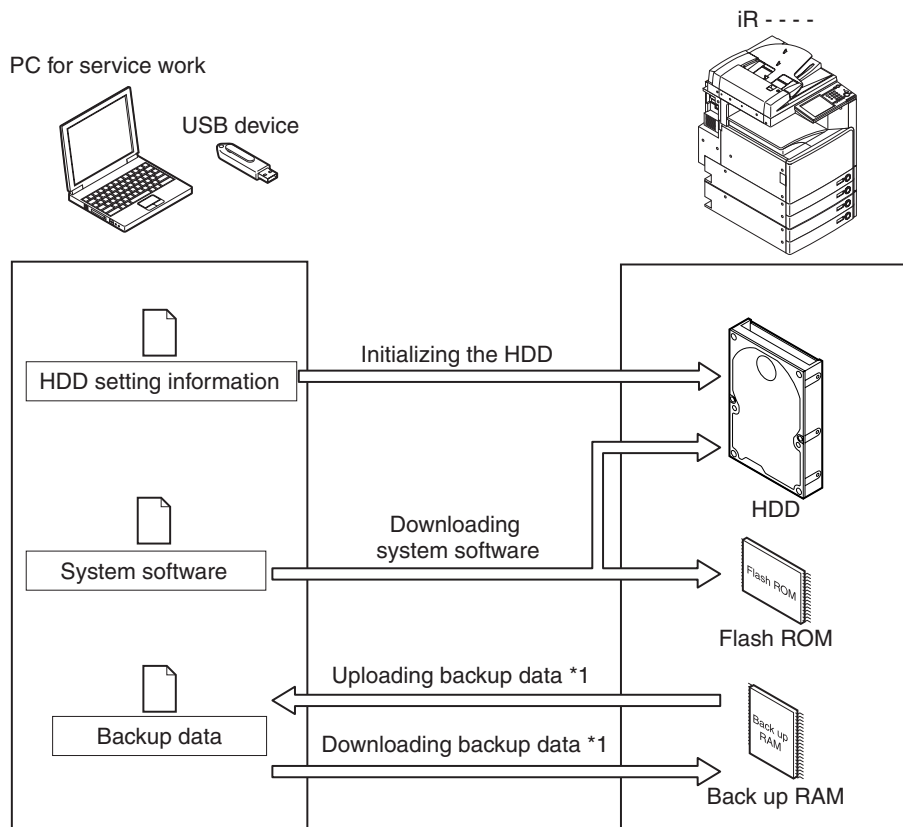 iR - - - -
PC for service work
USB device
Initializing the HDD
HDD setting information
HDD
Downloading
system software
System software
Flash ROM
Flash ROM
Uploading backup data *1
Backup data
Back up
RAM
Downloading backup data *1
Back up RAM